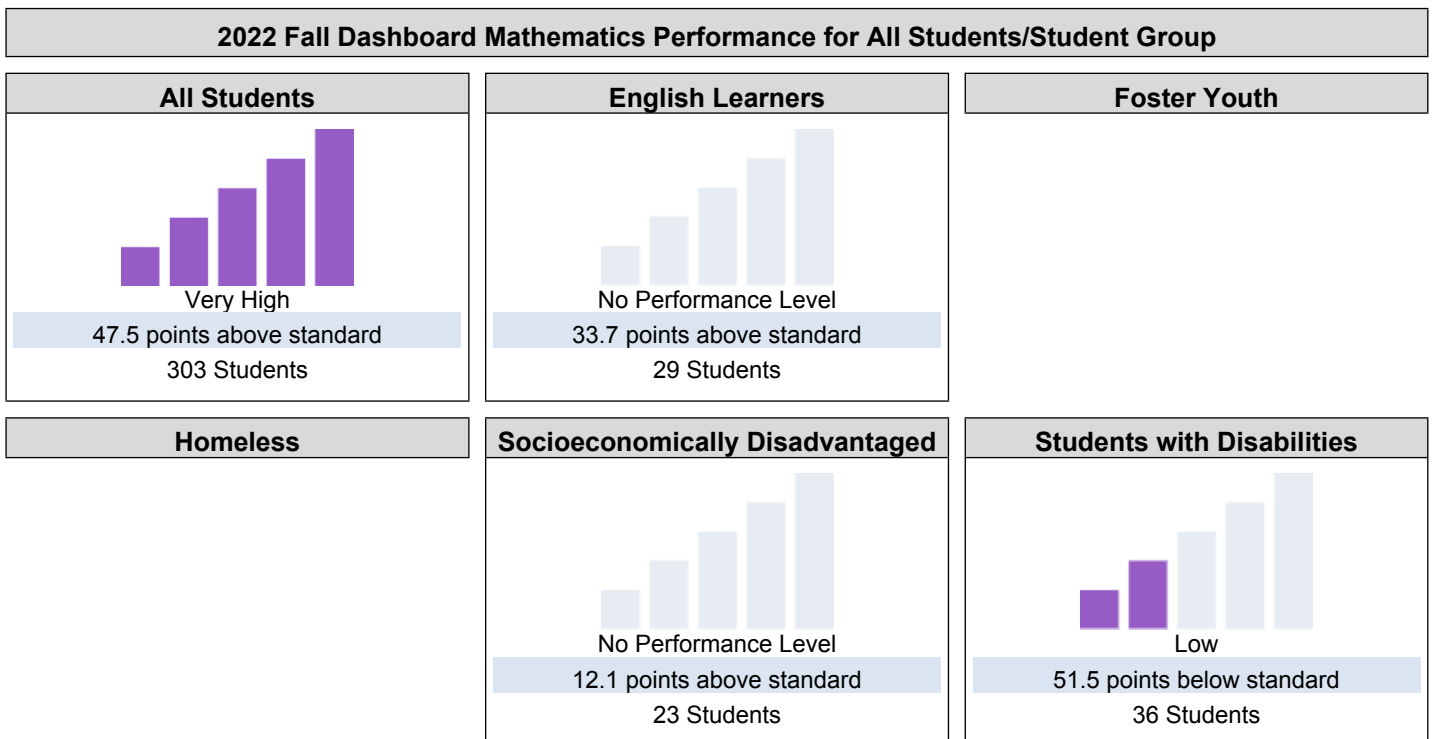 2022 Fall Dashboard Mathematics Performance for All Students/Student Group
All Students
Very High
47.5 points above standard
303 Students
English Learners
No Performance Level
33.7 points above standard
29 Students
Foster Youth
Homeless
Socioeconomically Disadvantaged
No Performance Level
12.1 points above standard
23 Students
Students with Disabilities
Low
51.5 points below standard
36 Students